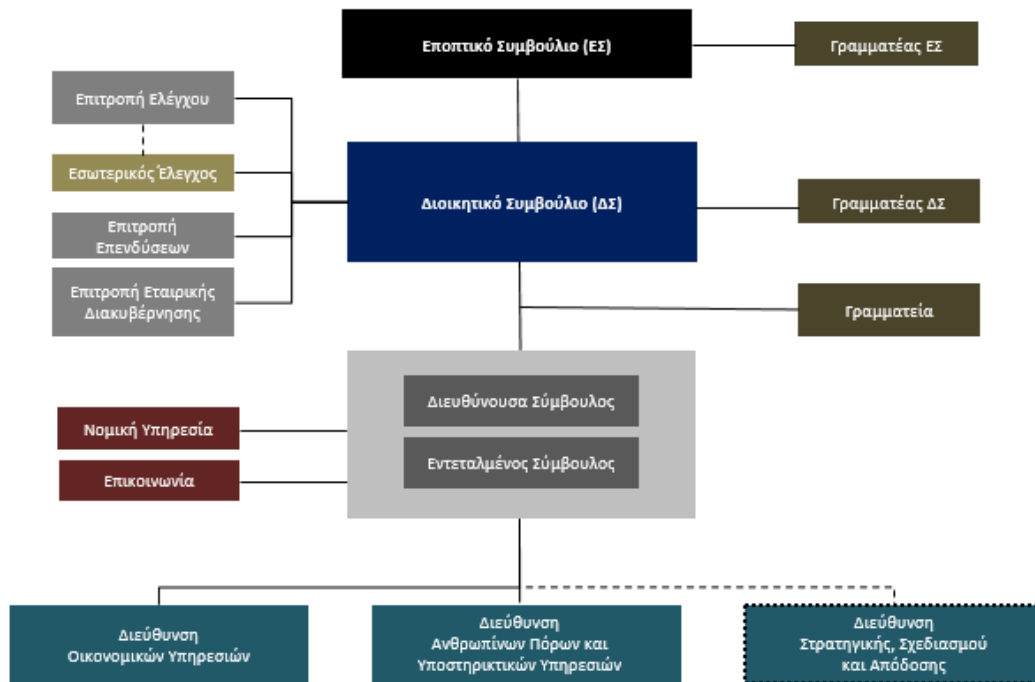 Εποπτικό Συμβούλιο (ΕΣ)
Γραμματέας ΕΣ
Επιτροπή Ελέγχου
Εσωτερικός Έλεγχος
Επιτροπή
Επενδύσεων
Επιτροπή Εταιρικής
Διακυβέρνησης
Διοικητικό Συμβούλιο (ΔΣ)
Γραμματέας ΔΣ
Γραμματεία
Διευθύνουσα Σύμβουλος
Εντεταλμένος Σύμβουλος
Νομική Υπηρεσία
Επικοινωνία
Διεύθυνση
Οικονομικών Υπηρεσιών
Διεύθυνση
Ανθρωπίνων Πόρων και
Υποστηρικτικών Υπηρεσιών
Διεύθυνση
Στρατηγικής, Σχεδιασμού
και Απόδοσης